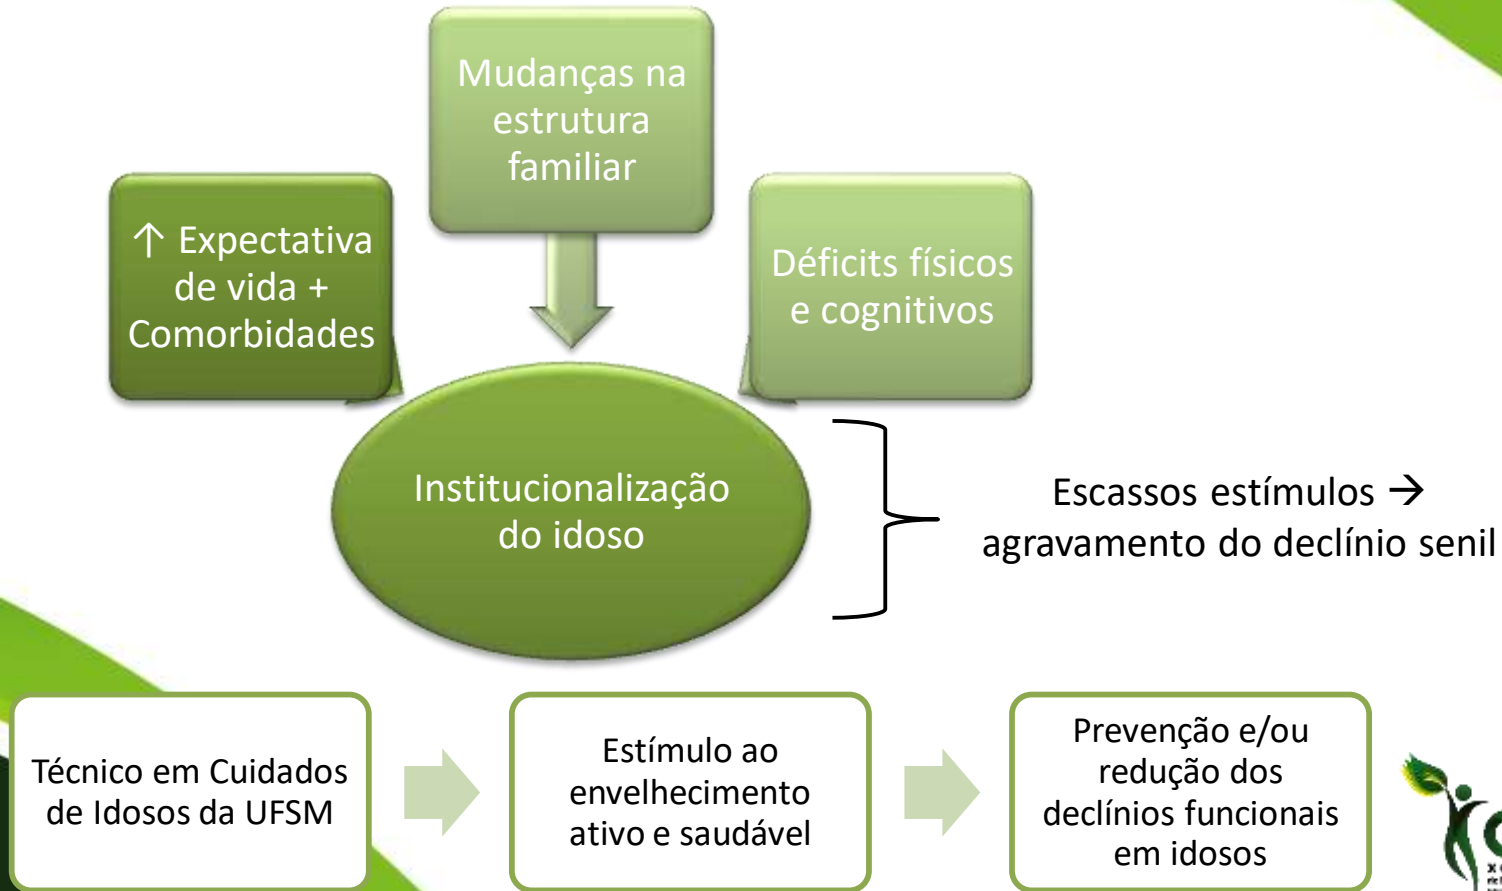 Mudanças na
estrutura
familiar
↑ Expectativa
de vida +
Comorbidades
Déficits físicos
e cognitivos
Institucionalização
do idoso
Escassos estímulos →
agravamento do declínio senil
Técnico em Cuidados
de Idosos da UFSM
Estímulo ao
envelhecimento
ativo e saudável
Prevenção e/ou
redução dos
declínios funcionais
em idosos